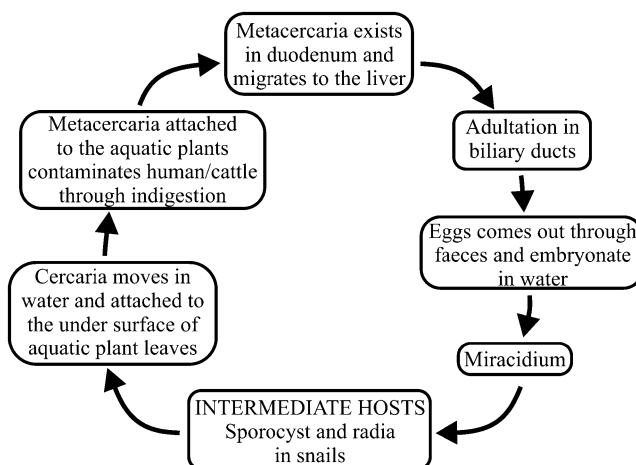 Metacercaria exists
in duodenum and
migrates to the liver
Adultation in
biliary ducts
Eggs comes out through
faeces and embryonate
in water
Miracidium
INTERMEDIATE HOSTS
Sporocyst and radia
in snails
Cercaria moves in
water and attached to
the under surface of
aquatic plant leaves
Metacercaria attached
to the aquatic plants
contaminates human/cattle
through indigestion